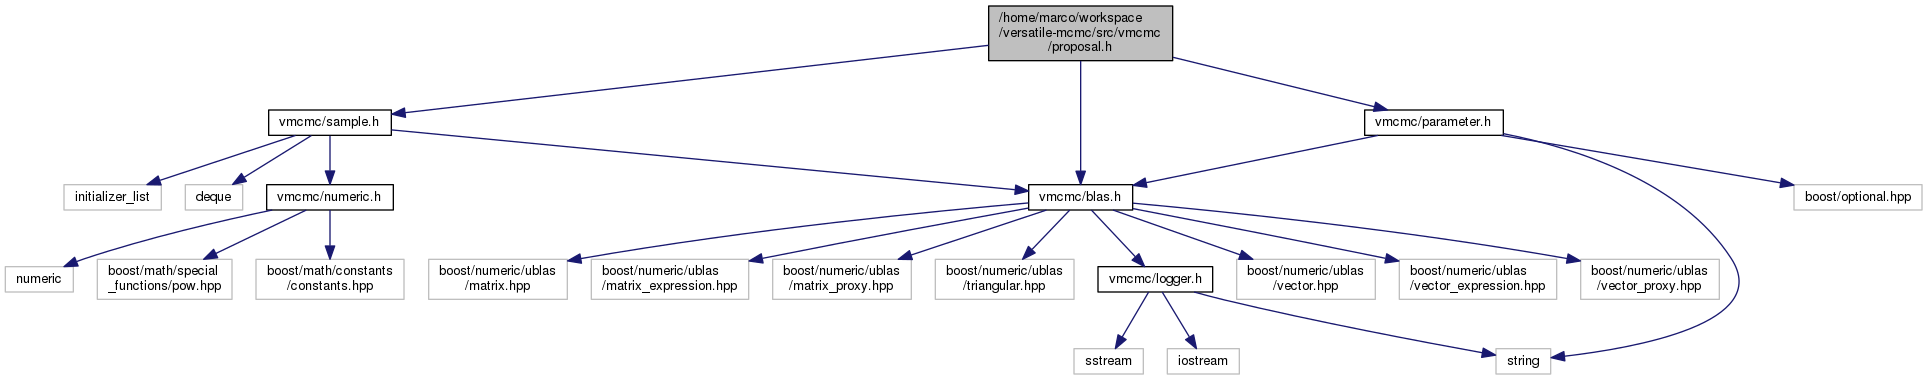 /home/marco/workspace
/versatile-mcmc/src/vmcmc
/proposal.h
vmcmc/sample.h
vmcmc/parameter.h
initializer_list
deque
vmcmc/numeric.h
vmcmc/blas.h
boost/optional.hpp
numeric
boost/math/special
_functions/pow.hpp
boost/math/constants
/constants.hpp
boost/numeric/ublas
/matrix.hpp
boost/numeric/ublas
/matrix_expression.hpp
boost/numeric/ublas
/matrix_proxy.hpp
boost/numeric/ublas
/triangular.hpp
vmcmc/logger.h
boost/numeric/ublas
/vector.hpp
boost/numeric/ublas
/vector_expression.hpp
boost/numeric/ublas
/vector_proxy.hpp
sstream
iostream
string